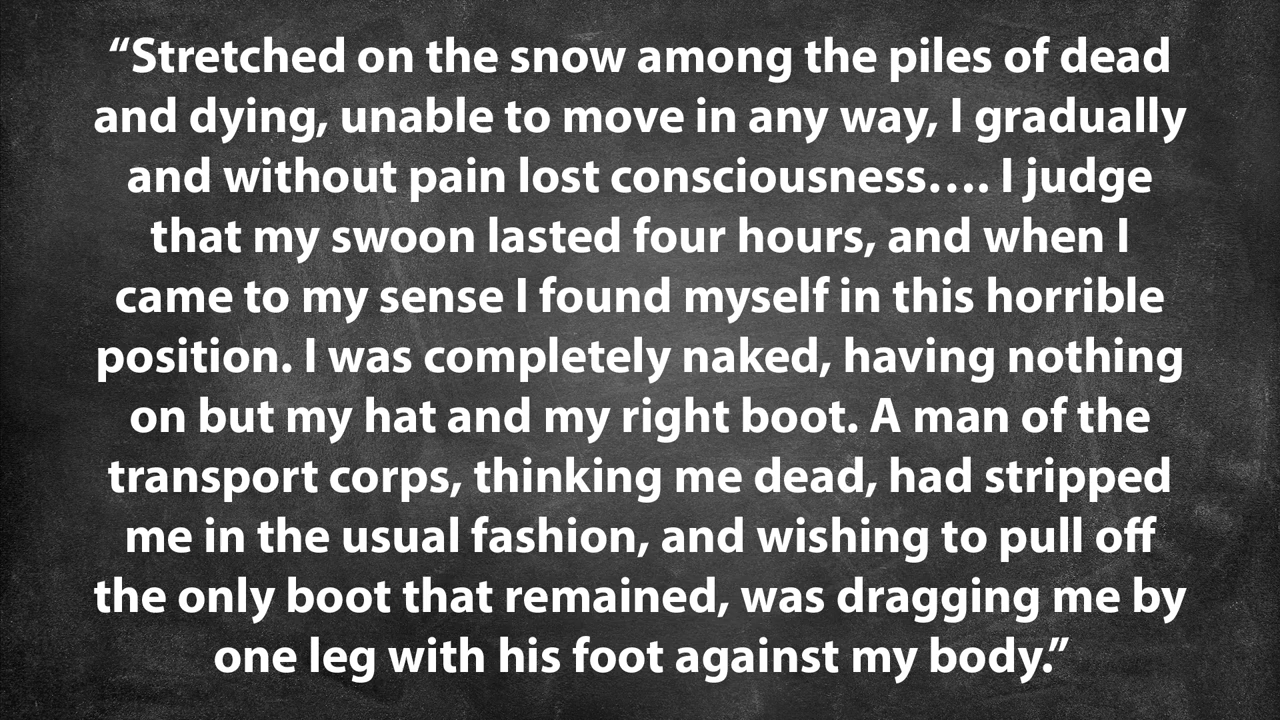 “Stretched on the snow among the piles of dead
and dying, unable to move in any way, I gradually
and without pain lost consciousness…. I judge
that my swoon lasted four hours, and when I
came to my sense I found myself in this horrible
position. I was completely naked, having nothing
on but my hat and my right boot. A man of the
transport corps, thinking me dead, had stripped
me in the usual fashion, and wishing to pull off
the only boot that remained, was dragging me by
one leg with his foot against my body.”